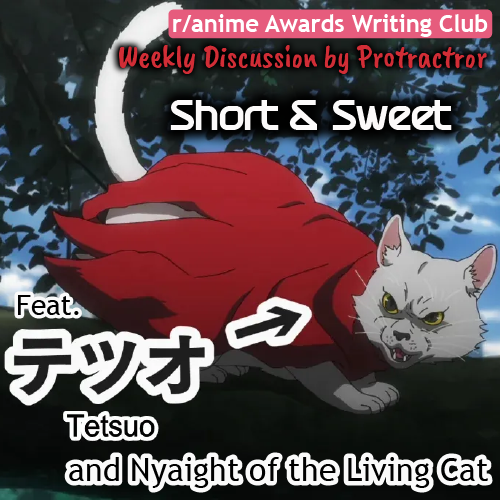 r/anime Awards Writing Club
Weekly Discussion by Protractror
Short & Sweet
Feat.
テツオ →
Tetsuo
and Nyaight of the Living Cat